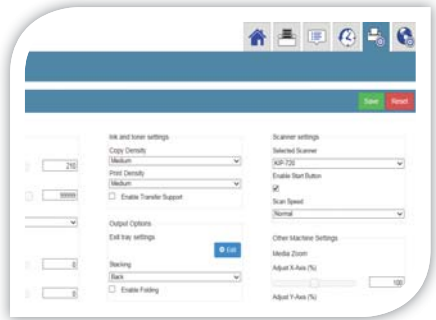 Save Reset
Ink and toner settings
Copy Density
Medium
Print Density
Medium
Enable Transfer Support
Output Options
Exit tray settings
Edit
Stacking
Back
Enable Folding
210
99999
0
0
Scanner settings
Selected Scanner
KIP-720
Enable Start Button
Scan Speed
Normal
Other Machine Settings
Media Zoom
Adjust X-Axis (%)
100
Adjust Y-Axis (%)